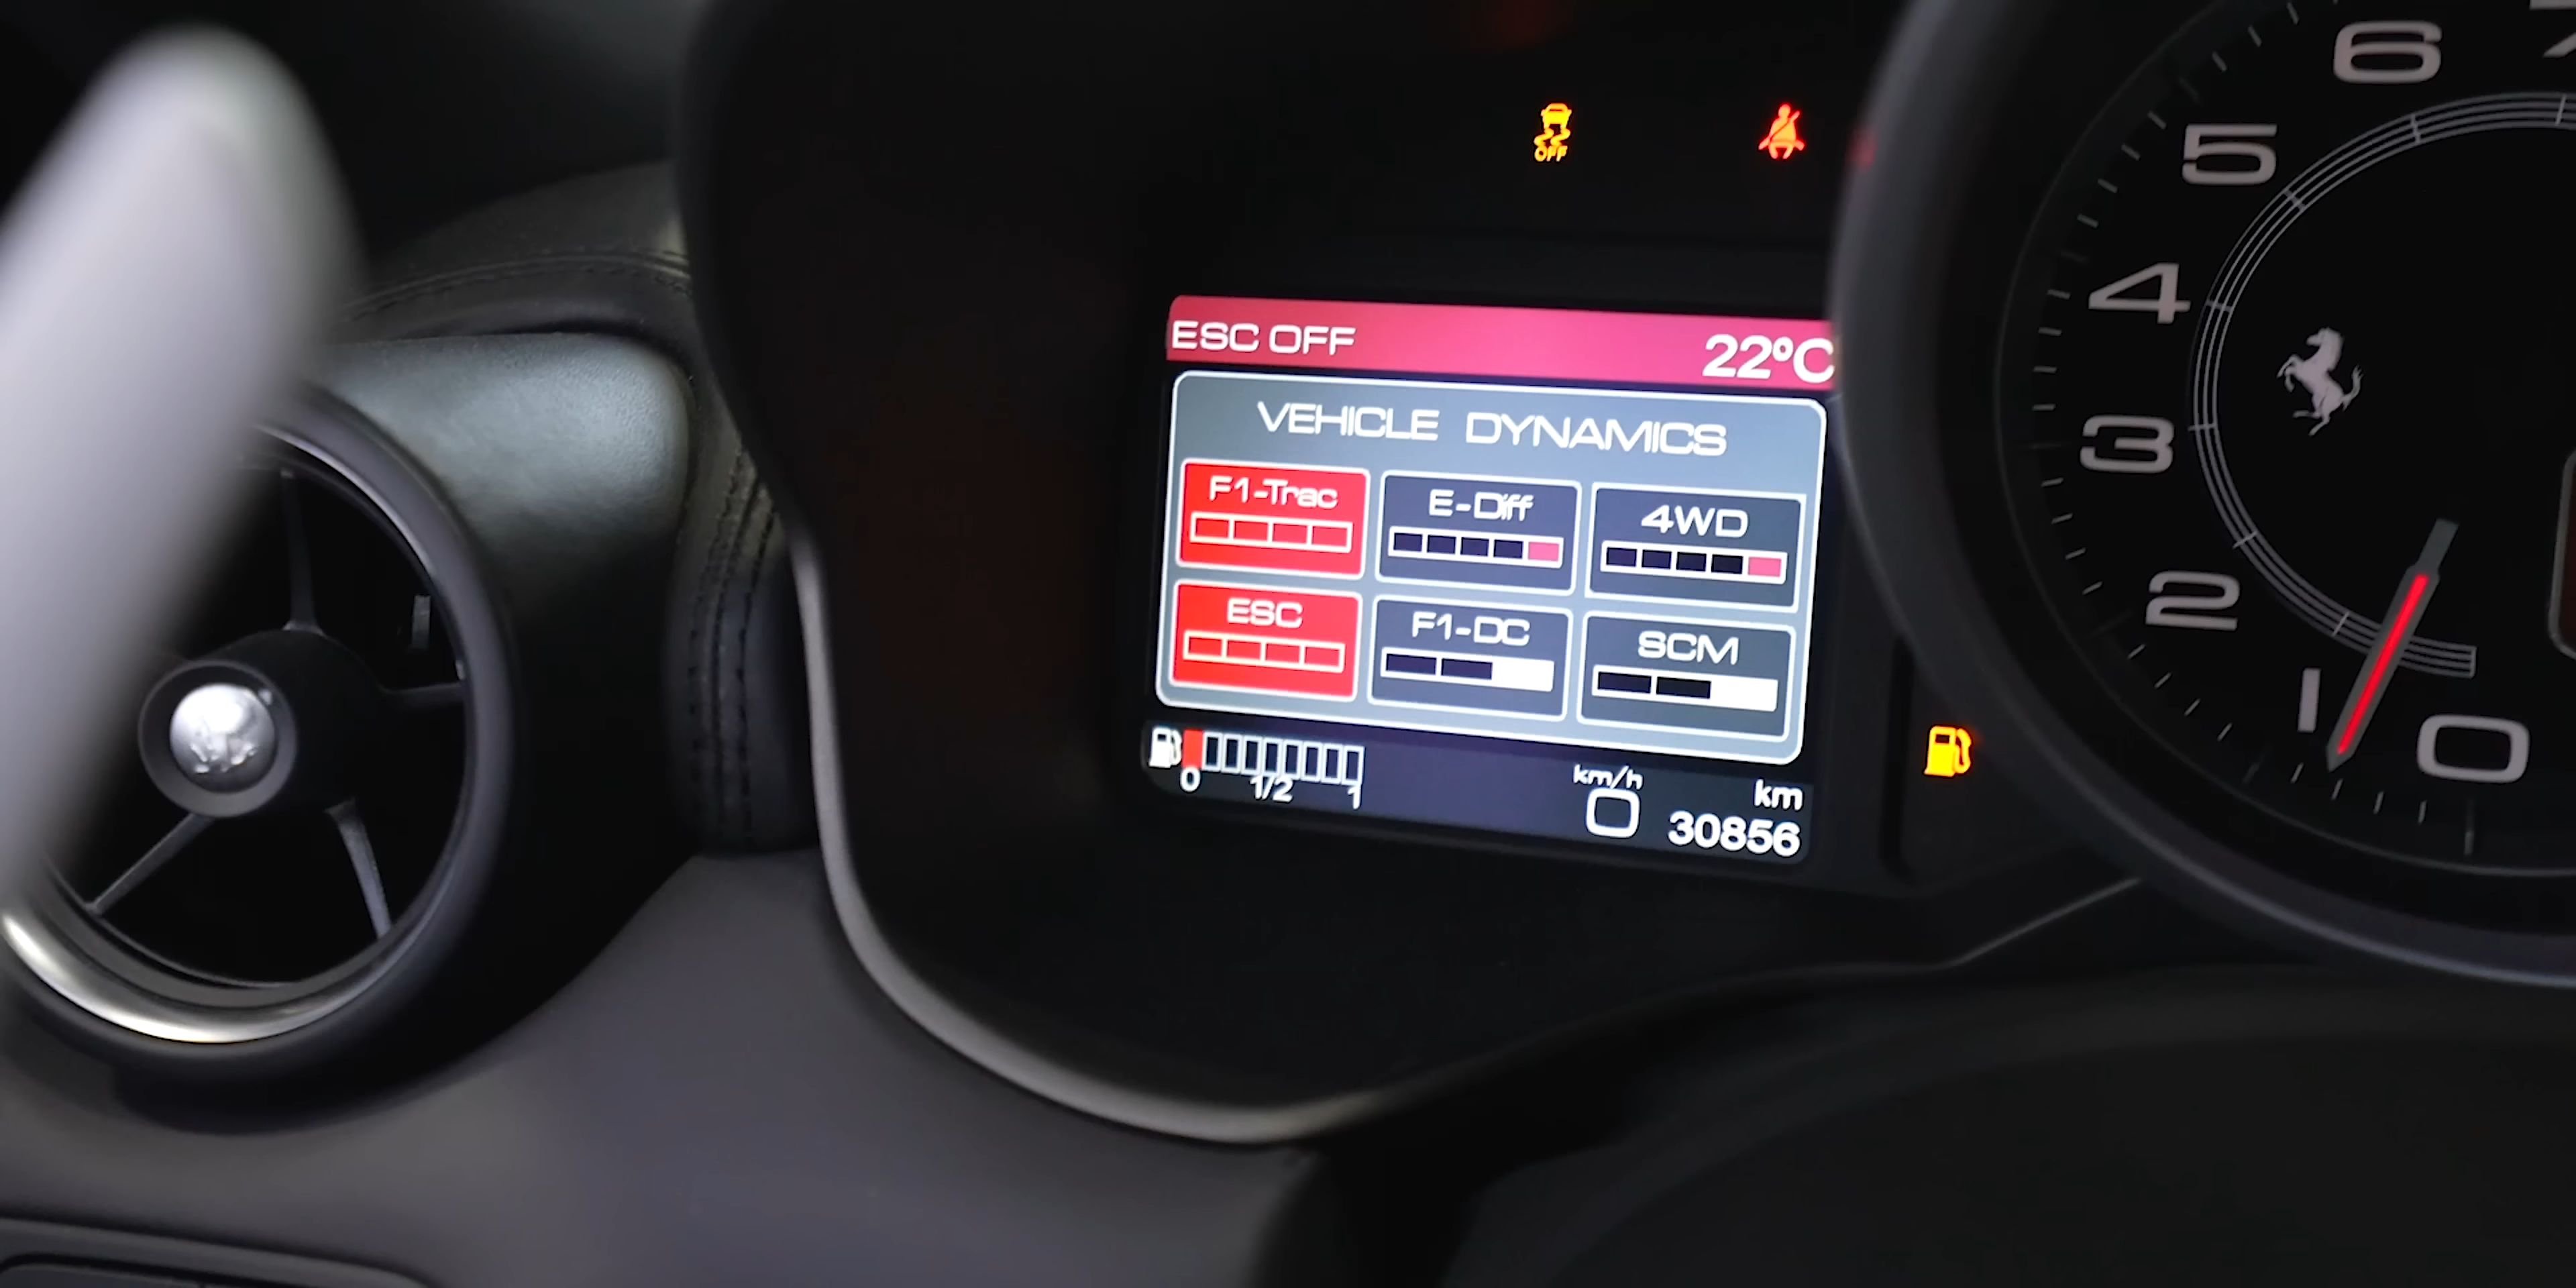 OFF
ESC OFF 22°C
VEHICLE DYNAMICS
F1-Trac E-Diff 4WD
ESC F1-DC SCM
0 1/2 1
km/h
0
km
30856
6
5
4
3
2
1
0